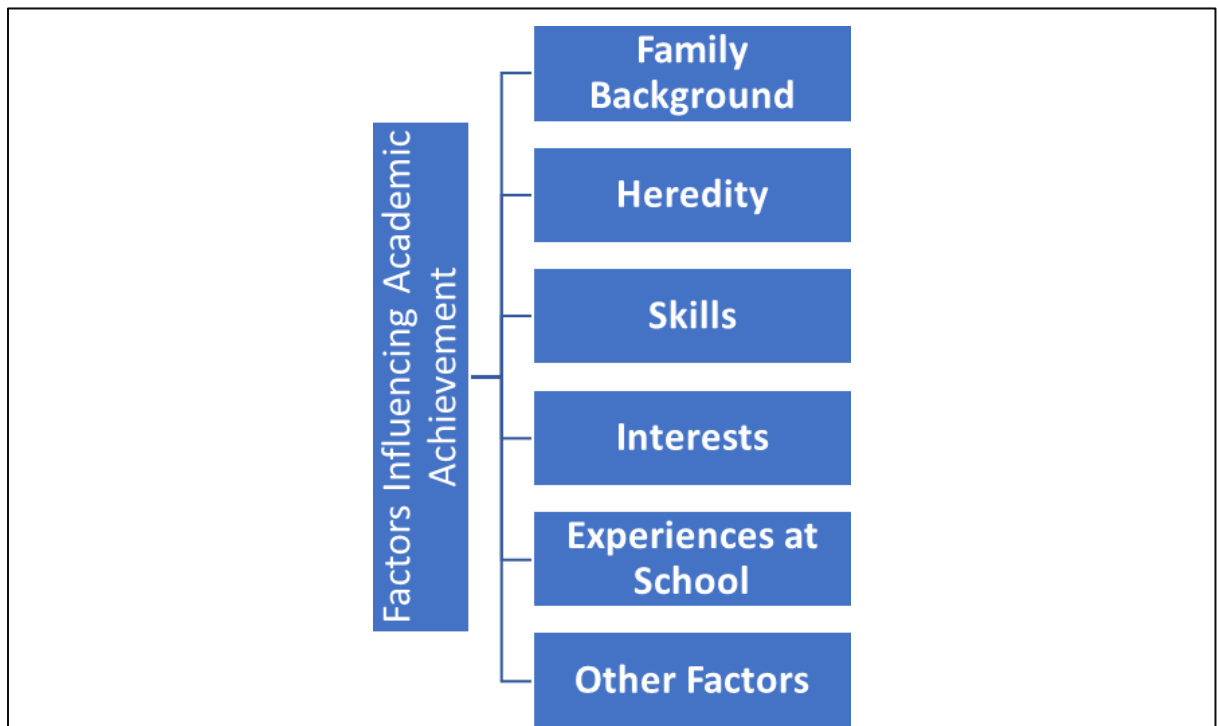 Factors Influencing Academic
Achievement
Family
Background
Heredity
Skills
Interests
Experiences at
School
Other Factors